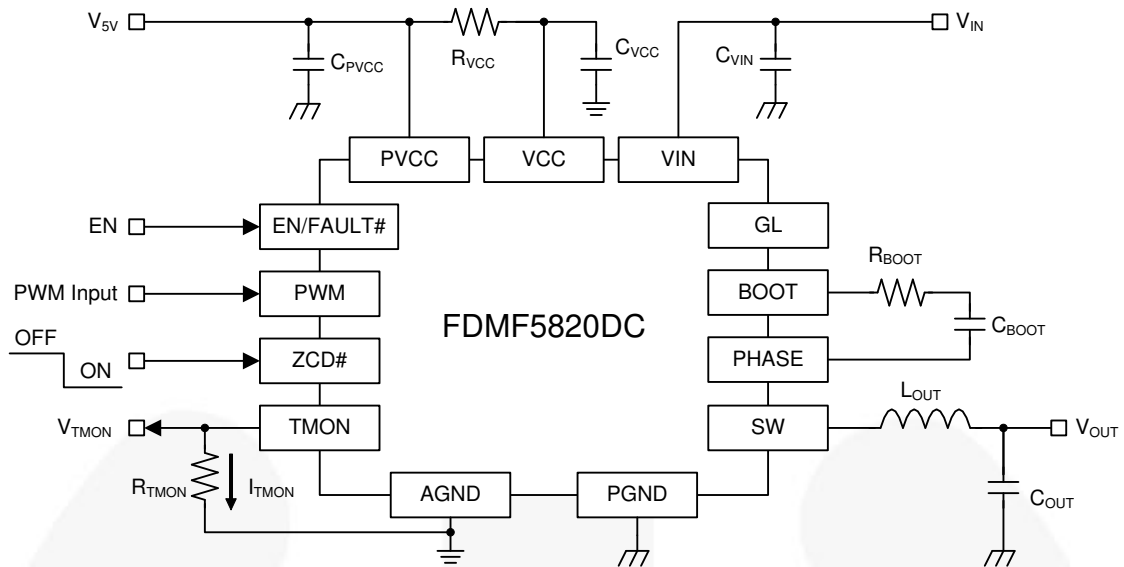 V5V
RVCC
VIN
CPVCC
CVCC
CVIN
PVCC
VCC
VIN
EN
EN/FAULT#
GL
PWM Input
PWM
BOOT
RBOOT
CBOOT
FDMF5820DC
OFF
ON
ZCD#
PHASE
VTMON
TMON
SW
LOUT
VOUT
RTMON
ITMON
AGND
PGND
COUT